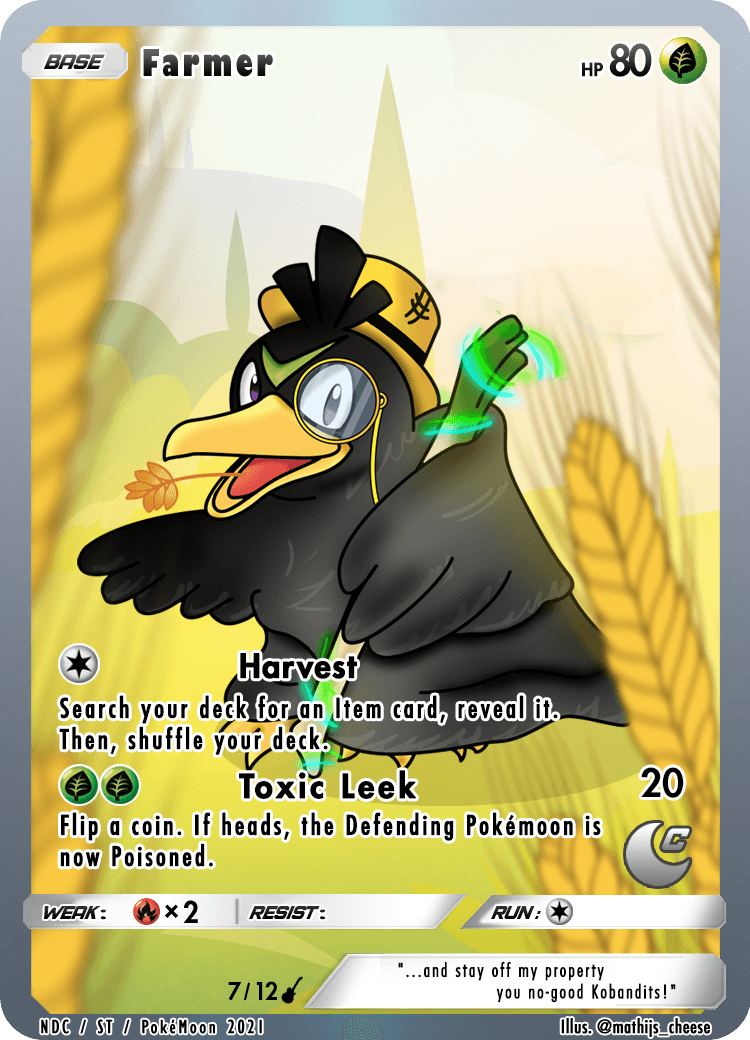 BASE Farmer HP 80
Harvest
Search your deck for an Item card, reveal it.
Then, shuffle your deck.
Toxic Leek 20
Flip a coin. If heads, the Defending Pokémoon is
now Poisoned.
C
WEAK: ×2 RESIST: RUN:
7/12
"...and stay off my property
you no-good Kobandits!"
NDC / ST / PokéMoon 2021 Illus. @mathijs_cheese